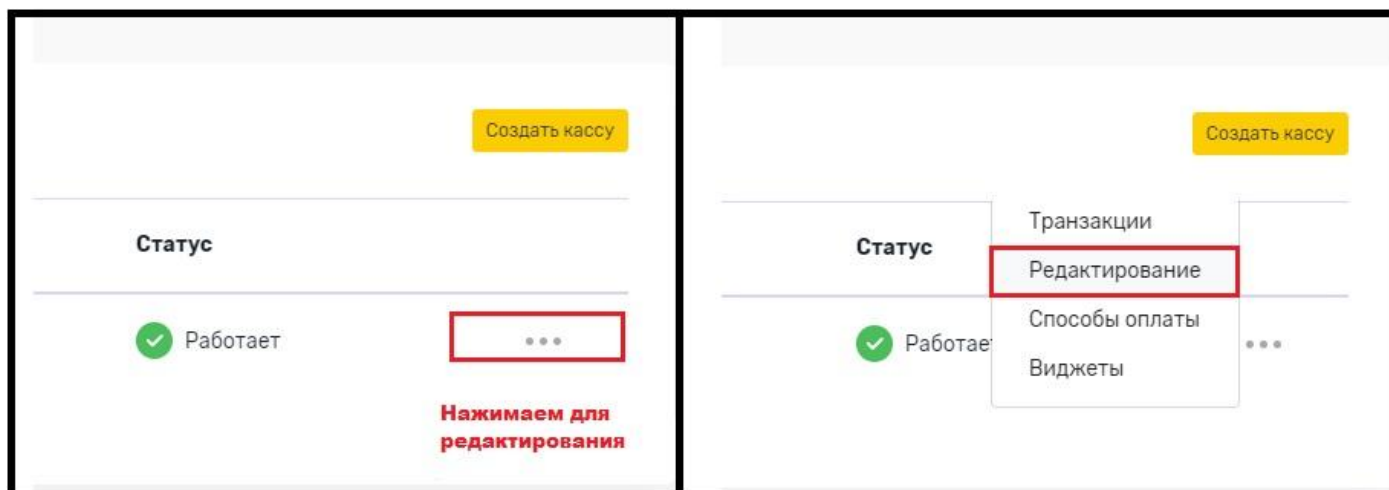 Создать кассу
Статус
Работает
Нажимаем для
редактирования
Создать кассу
Транзакции
Статус
Редактирование
Способы оплаты
Работает
Виджеты